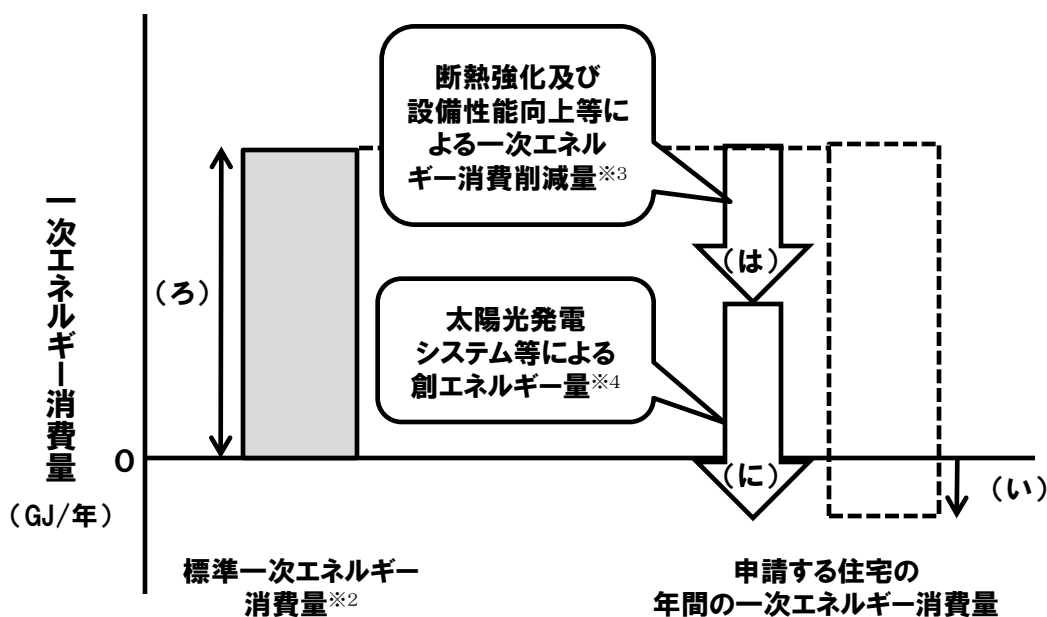 断熱強化及び
設備性能向上等に
よる一次エネル
ギー消費削減量※3
一次エネルギー消費量
(GJ/年)
0
(ろ)
(は)
太陽光発電
システム等による
創エネルギー量※4
(に)
(い)
標準一次エネルギー
消費量※2
申請する住宅の
年間の一次エネルギー消費量